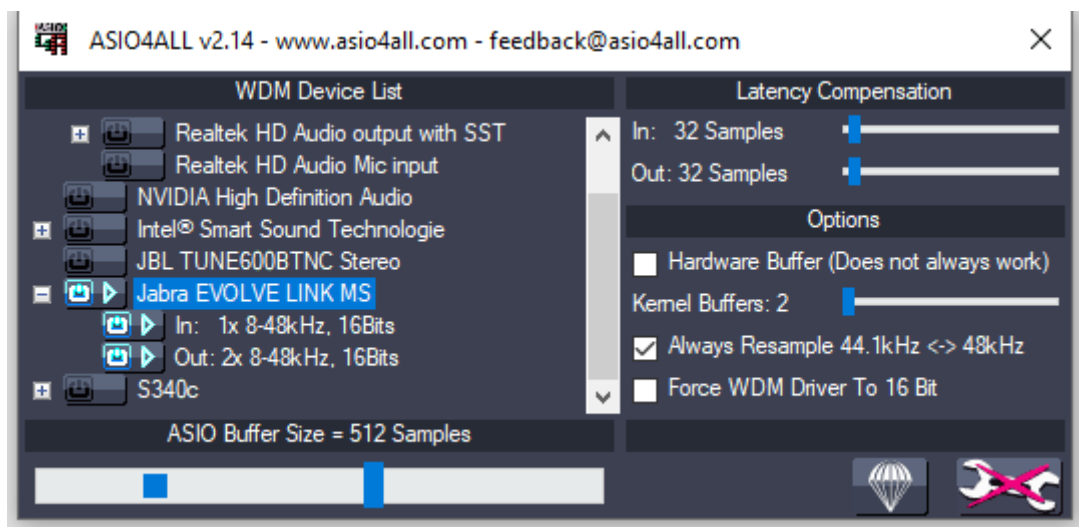 ASIO4ALL v2.14 - www.asio4all.com - feedback@asio4all.com
WDM Device List
Realtek HD Audio output with SST
Realtek HD Audio Mic input
NVIDIA High Definition Audio
Intel® Smart Sound Technologie
JBL TUNE600BTNC Stereo
Jabra EVOLVE LINK MS
In: 1x 8-48kHz, 16Bits
Out: 2x 8-48kHz, 16Bits
S340c
ASIO Buffer Size = 512 Samples
Latency Compensation
In: 32 Samples
Out: 32 Samples
Options
Hardware Buffer (Does not always work)
Kernel Buffers: 2
Always Resample 44.1kHz <-> 48kHz
Force WDM Driver To 16 Bit